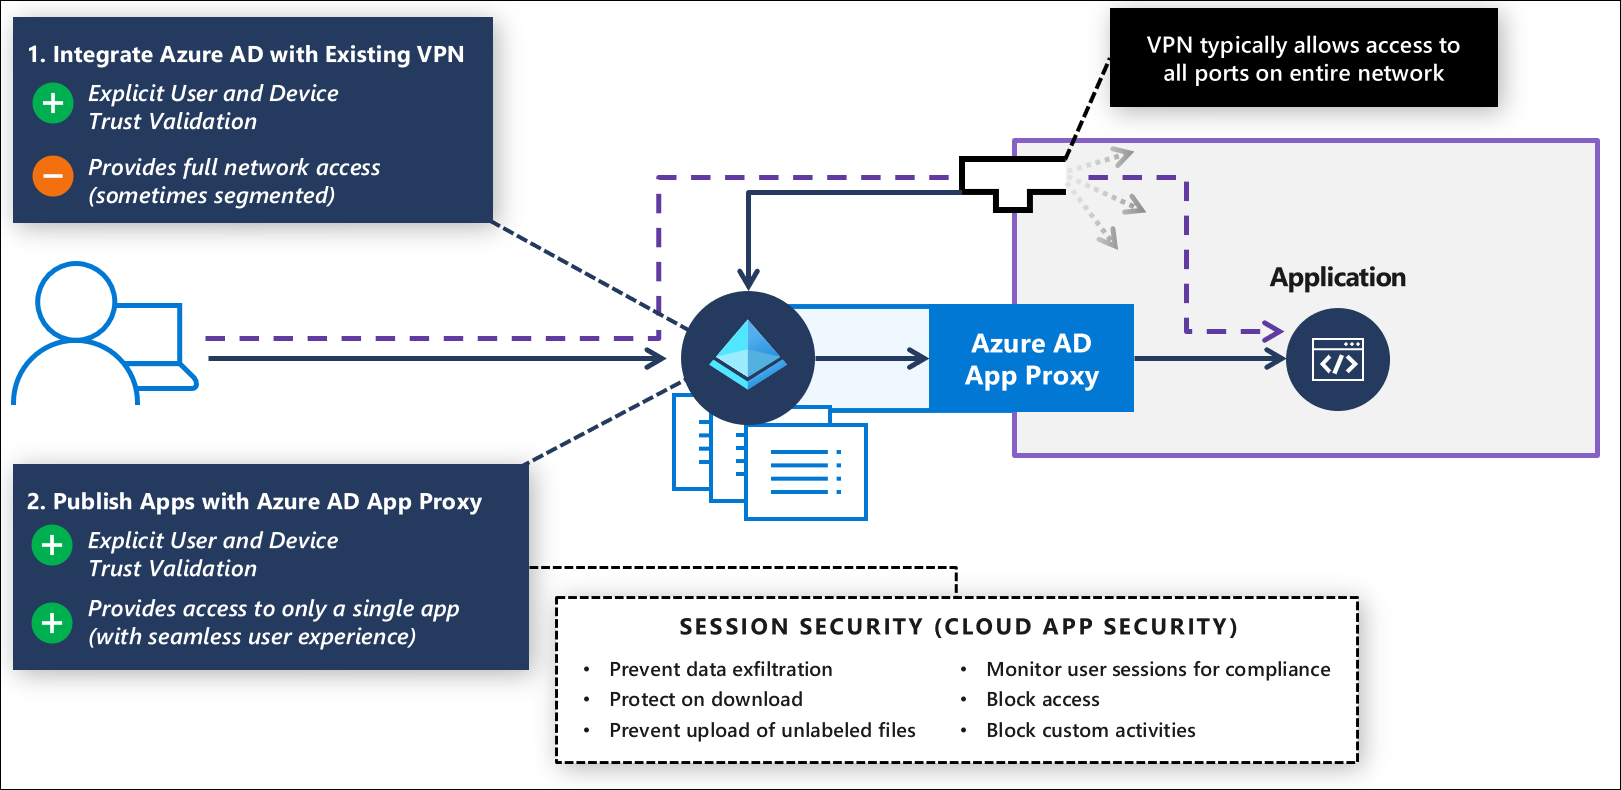 1. Integrate Azure AD with Existing VPN
Explicit User and Device
Trust Validation
Provides full network access
(sometimes segmented)
VPN typically allows access to
all ports on entire network
Application
Azure AD
App Proxy
2. Publish Apps with Azure AD App Proxy
Explicit User and Device
Trust Validation
Provides access to only a single app
(with seamless user experience)
SESSION SECURITY (CLOUD APP SECURITY)
• Prevent data exfiltration
• Protect on download
• Prevent upload of unlabeled files
• Monitor user sessions for compliance
• Block access
• Block custom activities